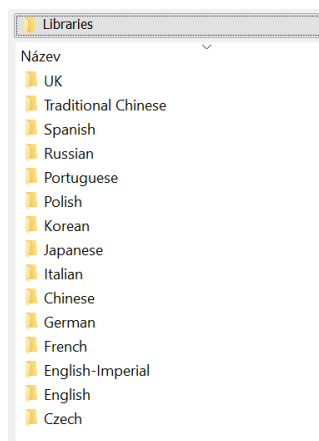 Libraries
Název
UK
Traditional Chinese
Spanish
Russian
Portuguese
Polish
Korean
Japanese
Italian
Chinese
German
French
English-Imperial
English
Czech